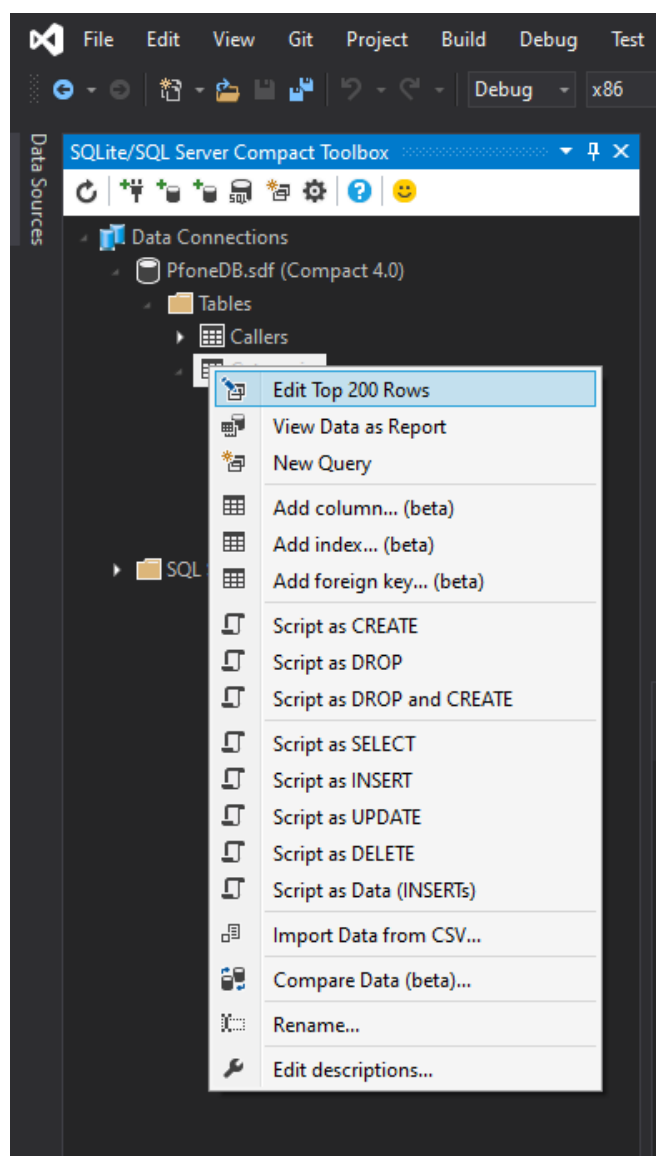 File Edit View Git Project Build Debug Test
Debug x86
Data Sources
SQLite/SQL Server Compact Toolbox
Data Connections
PfoneDB.sdf (Compact 4.0)
Tables
Callers
Edit Top 200 Rows
View Data as Report
New Query
Add column... (beta)
Add index... (beta)
Add foreign key... (beta)
SQL
Script as CREATE
Script as DROP
Script as DROP and CREATE
Script as SELECT
Script as INSERT
Script as UPDATE
Script as DELETE
Script as Data (INSERTs)
Import Data from CSV...
Compare Data (beta)...
Rename...
Edit descriptions...